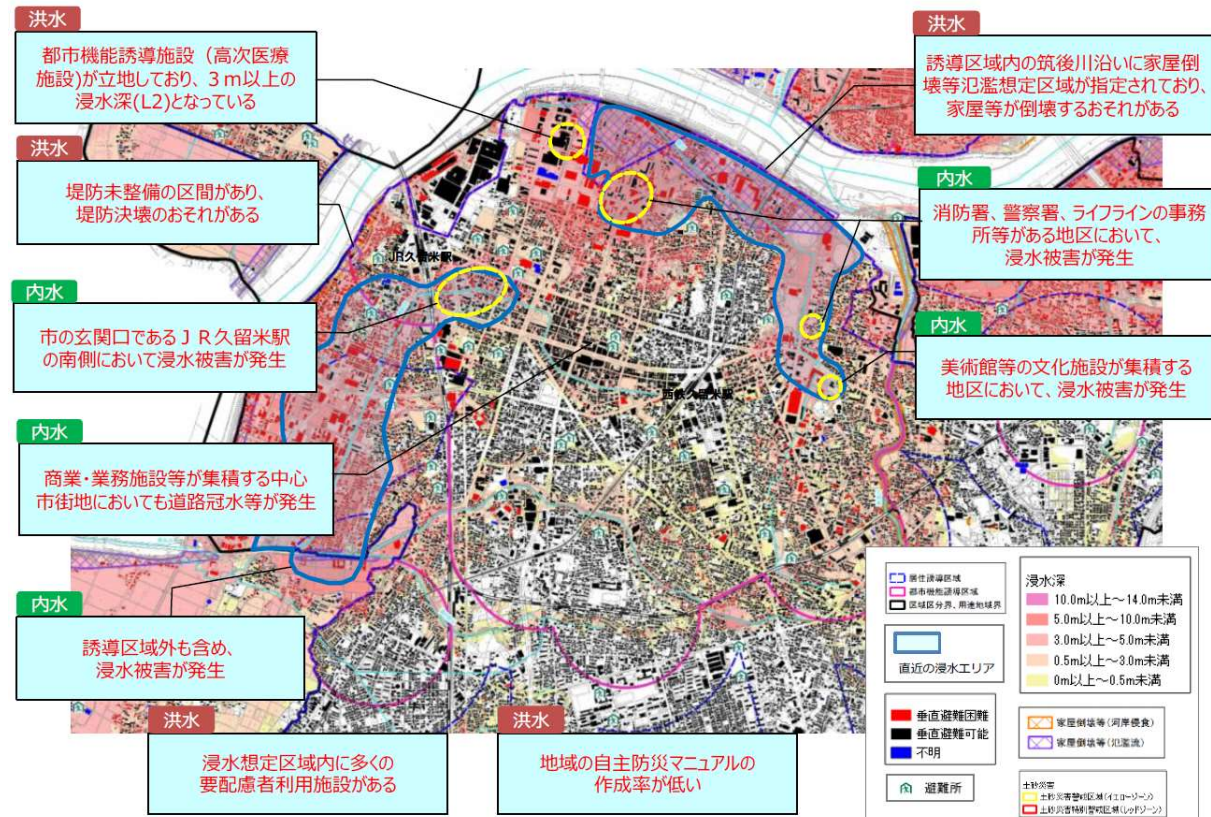 洪水
都市機能誘導施設（高次医療
施設)が立地しており、３ｍ以上の
浸水深(L2)となっている
洪水
堤防未整備の区間があり、
堤防決壊のおそれがある
内水
市の玄関口であるＪＲ久留米駅
の南側において浸水被害が発生
内水
商業・業務施設等が集積する中心
市街地においても道路冠水等が発生
内水
誘導区域外も含め、
浸水被害が発生
洪水
浸水想定区域内に多くの
要配慮者利用施設がある
洪水
地域の自主防災マニュアルの
作成率が低い
洪水
誘導区域内の筑後川沿いに家屋倒
壊等氾濫想定区域が指定されており、
家屋等が倒壊するおそれがある
内水
消防署、警察署、ライフラインの事務
所等がある地区において、
浸水被害が発生
内水
美術館等の文化施設が集積する
地区において、浸水被害が発生
JR久留米駅
西鉄久留米駅
居住誘導区域
都市機能誘導区域
区域区分界、用途地域界
直近の浸水エリア
垂直避難困難
垂直避難可能
不明
避難所
浸水深
10.0m以上～14.0m未満
5.0m以上～10.0m未満
3.0m以上～5.0m未満
0.5m以上～3.0m未満
0m以上～0.5m未満
家屋倒壊等(河岸侵食)
家屋倒壊等(氾濫流)
土砂災害
土砂災害警戒区域(イエローゾーン)
土砂災害特別警戒区域(レッドゾーン)